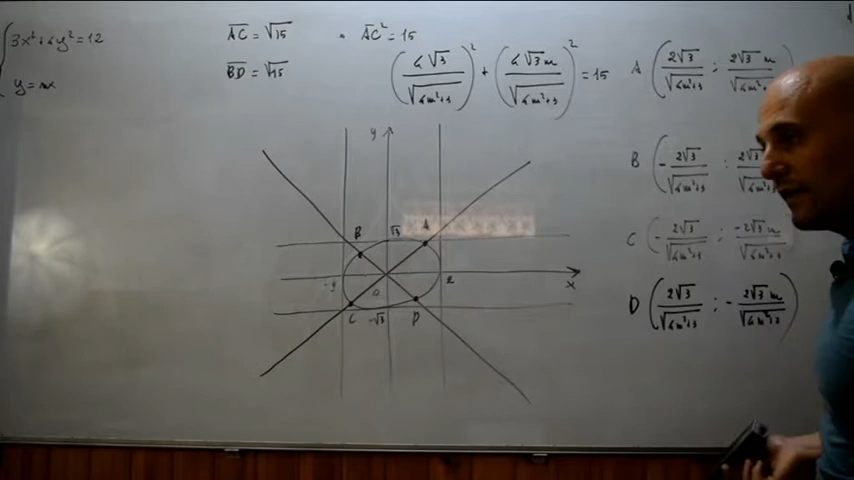 3x²+4y²=12
y=mx
AC=√15
BD=√15
• AC²=15
(4√3/√(4m²+3))²+(4√3m/√(4m²+3))²=15
A (2√3/√(4m²+3) ; 2√3m/√(4m²+3))
B (-2√3/√(4m²+3) ; 2√3
C (-2√3/√(4m²+3) ; -2√3m/√(4m²+3))
D (2√3/√(4m²+3) ; -2√3m/√(4m²+3))
y
B √3 A
-2 O 2 x
C -√3 D